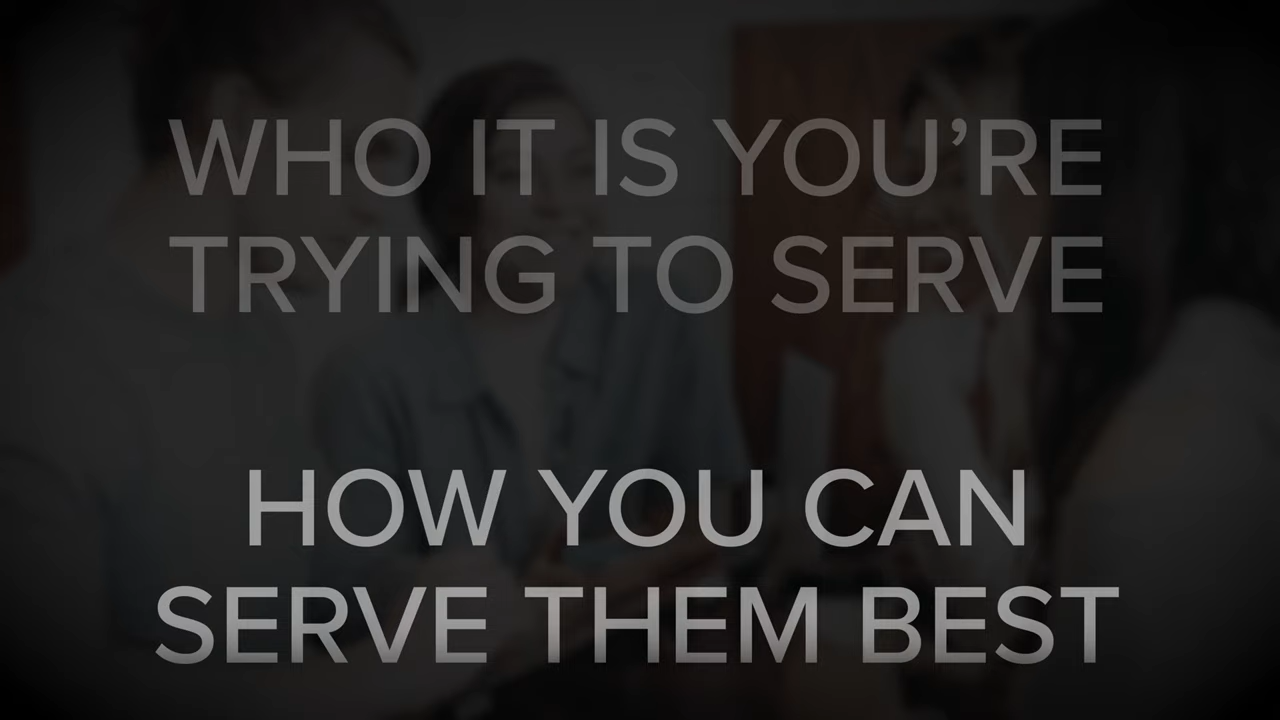 WHO IT IS YOU’RE
TRYING TO SERVE
HOW YOU CAN
SERVE THEM BEST